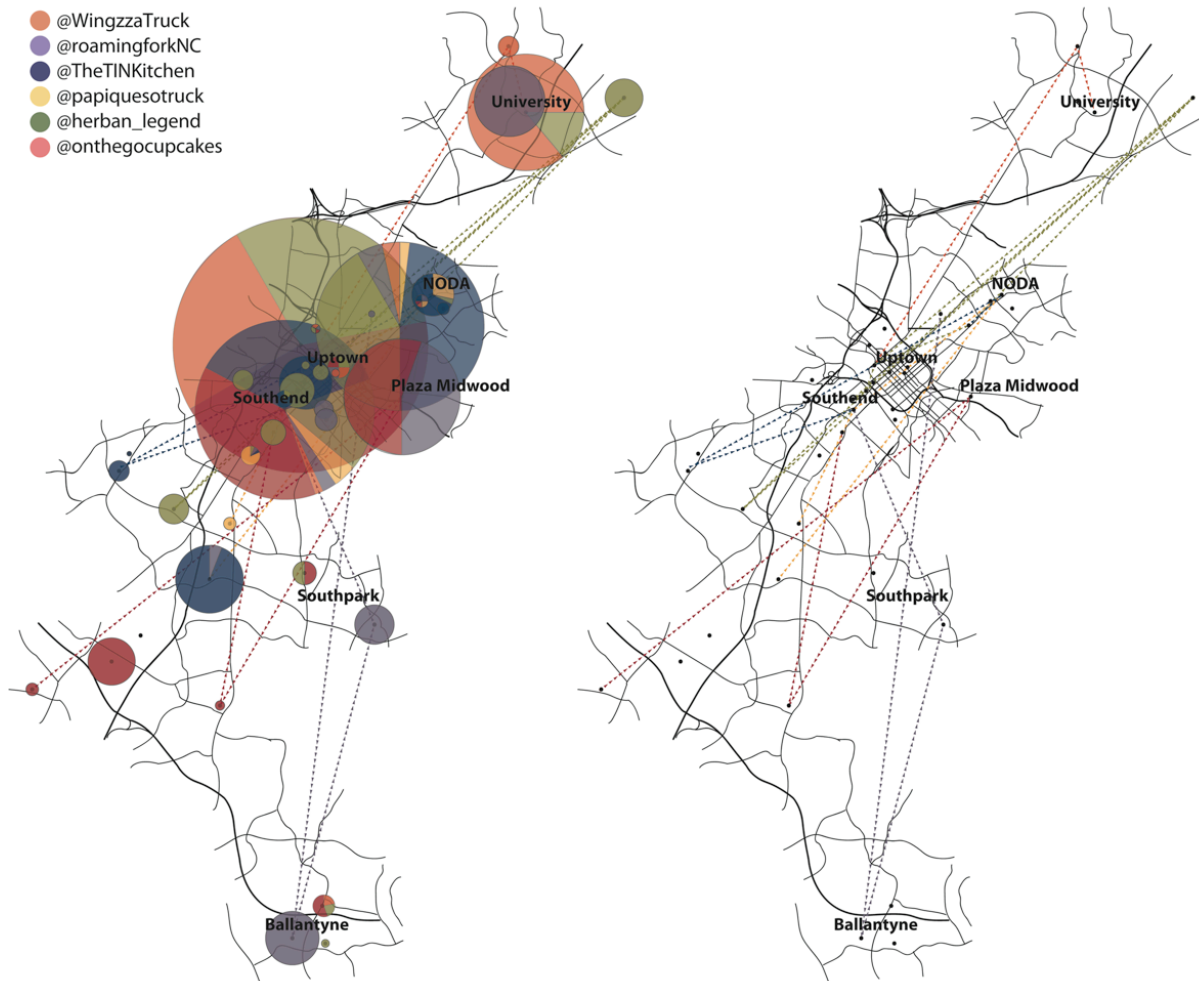 @WingzzaTruck
@roamingforkNC
@TheTINKitchen
@papiquesotruck
@herban_legend
@onthegocupcakes
University
NODA
Uptown
Plaza Midwood
Southend
Southpark
Ballantyne
University
NODA
Uptown
Plaza Midwood
Southend
Southpark
Ballantyne